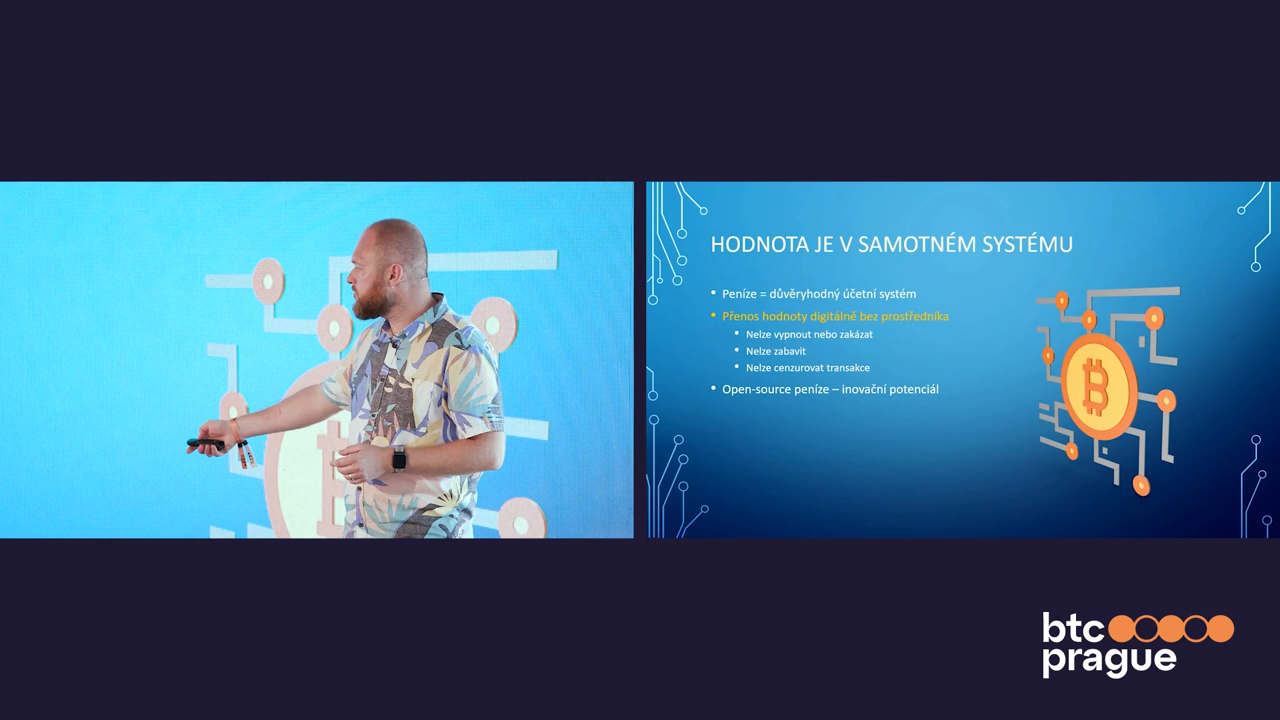 HODNOTA JE V SAMOTNÉM SYSTÉMU
• Peníze = důvěryhodný účetní systém
• Přenos hodnoty digitálně bez prostředníka
• Nelze vypnout nebo zakázat
• Nelze zabavit
• Nelze cenzurovat transakce
• Open-source peníze – inovační potenciál
btc
prague